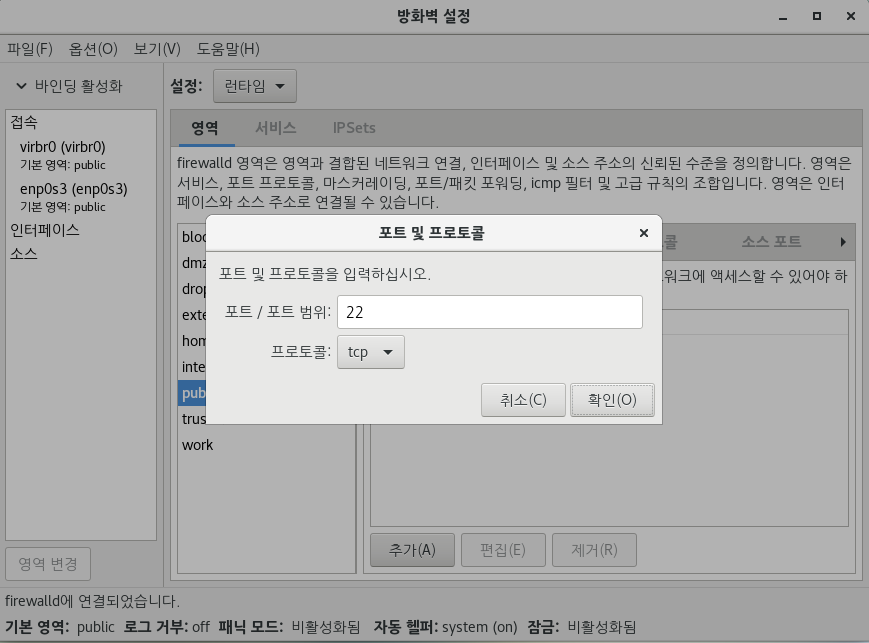 방화벽 설정
파일(F) 옵션(O) 보기(V) 도움말(H)
바인딩 활성화
설정: 런타임
접속
virbr0 (virbr0)
기본 영역: public
enp0s3 (enp0s3)
기본 영역: public
인터페이스
소스
영역 변경
영역 서비스 IPSets
firewalld 영역은 영역과 결합된 네트워크 연결, 인터페이스 및 소스 주소의 신뢰된 수준을 정의합니다. 영역은
서비스, 포트 프로토콜, 마스커레이딩, 포트/패킷 포워딩, icmp 필터 및 고급 규칙의 조합입니다. 영역은 인터
페이스와 소스 주소로 연결될 수 있습니다.
bloc
dmz
drop
exte
hom
inte
pub
trus
work
콜 소스 포트
워크에 액세스할 수 있어야 하
포트 및 프로토콜
포트 및 프로토콜을 입력하십시오.
포트 / 포트 범위: 22
프로토콜: tcp
취소(C) 확인(O)
추가(A) 편집(E) 제거(R)
firewalld에 연결되었습니다.
기본 영역: public 로그 거부: off 패닉 모드: 비활성화됨 자동 헬퍼: system (on) 잠금: 비활성화됨